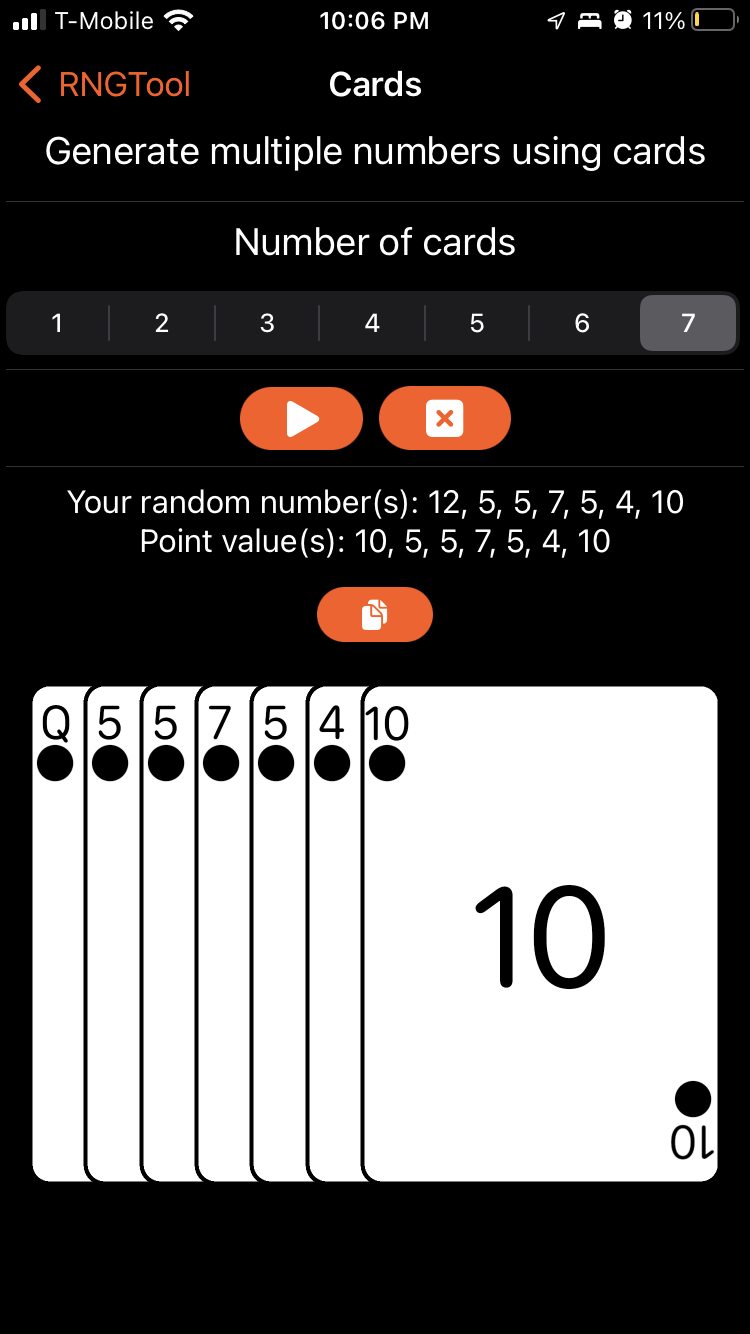 T-Mobile 10:06 PM 11%
RNGTool Cards
Generate multiple numbers using cards
Number of cards
1 2 3 4 5 6 7
Your random number(s): 12, 5, 5, 7, 5, 4, 10
Point value(s): 10, 5, 5, 7, 5, 4, 10
Q 5 5 7 5 4 10
10
10